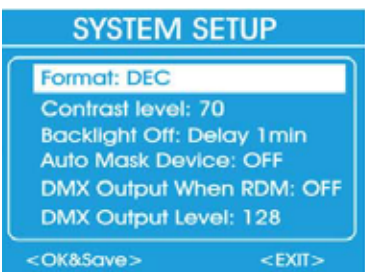 SYSTEM SETUP
Format: DEC
Contrast level: 70
Backlight Off: Delay 1min
Auto Mask Device: OFF
DMX Output When RDM: OFF
DMX Output Level: 128
<OK&Save> <EXIT>